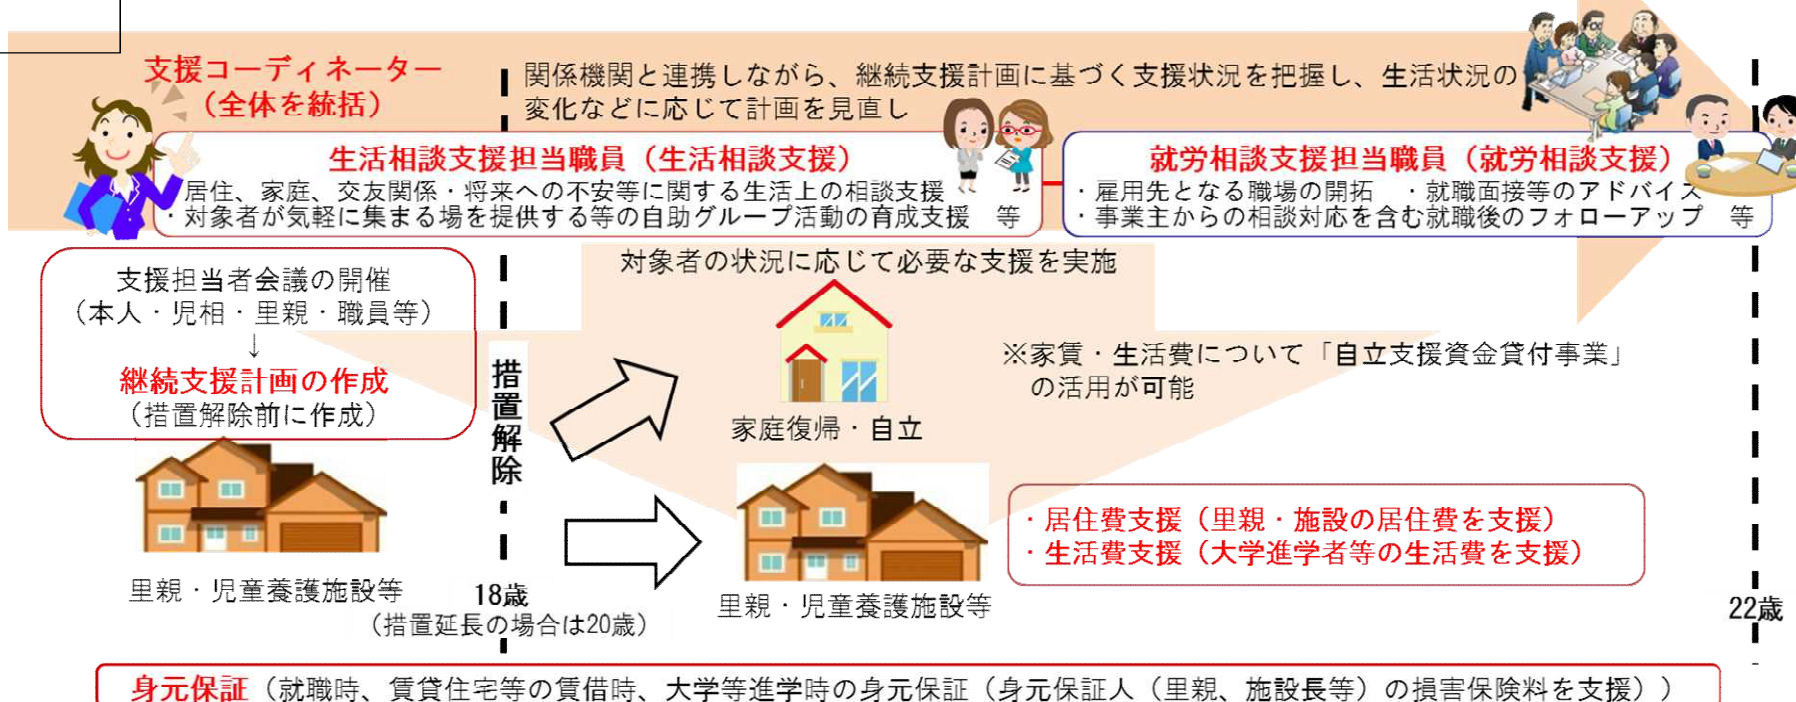 支援コーディネーター
（全体を統括）
関係機関と連携しながら、継続支援計画に基づく支援状況を把握し、生活状況の
変化などに応じて計画を見直し
生活相談支援担当職員（生活相談支援）
居住、家庭、交友関係・将来への不安等に関する生活上の相談支援
・対象者が気軽に集まる場を提供する等の自助グループ活動の育成支援　等
就労相談支援担当職員（就労相談支援）
・雇用先となる職場の開拓　・就職面接等のアドバイス
・事業主からの相談対応を含む就職後のフォローアップ　等
支援担当者会議の開催
（本人・児相・里親・職員等）
↓
継続支援計画の作成
（措置解除前に作成）
里親・児童養護施設等
措置解除
18歳
（措置延長の場合は20歳）
対象者の状況に応じて必要な支援を実施
家庭復帰・自立
※家賃・生活費について「自立支援資金貸付事業」
の活用が可能
里親・児童養護施設等
・居住費支援（里親・施設の居住費を支援）
・生活費支援（大学進学者等の生活費を支援）
22歳
身元保証（就職時、賃貸住宅等の賃借時、大学等進学時の身元保証（身元保証人（里親、施設長等）の損害保険料を支援））